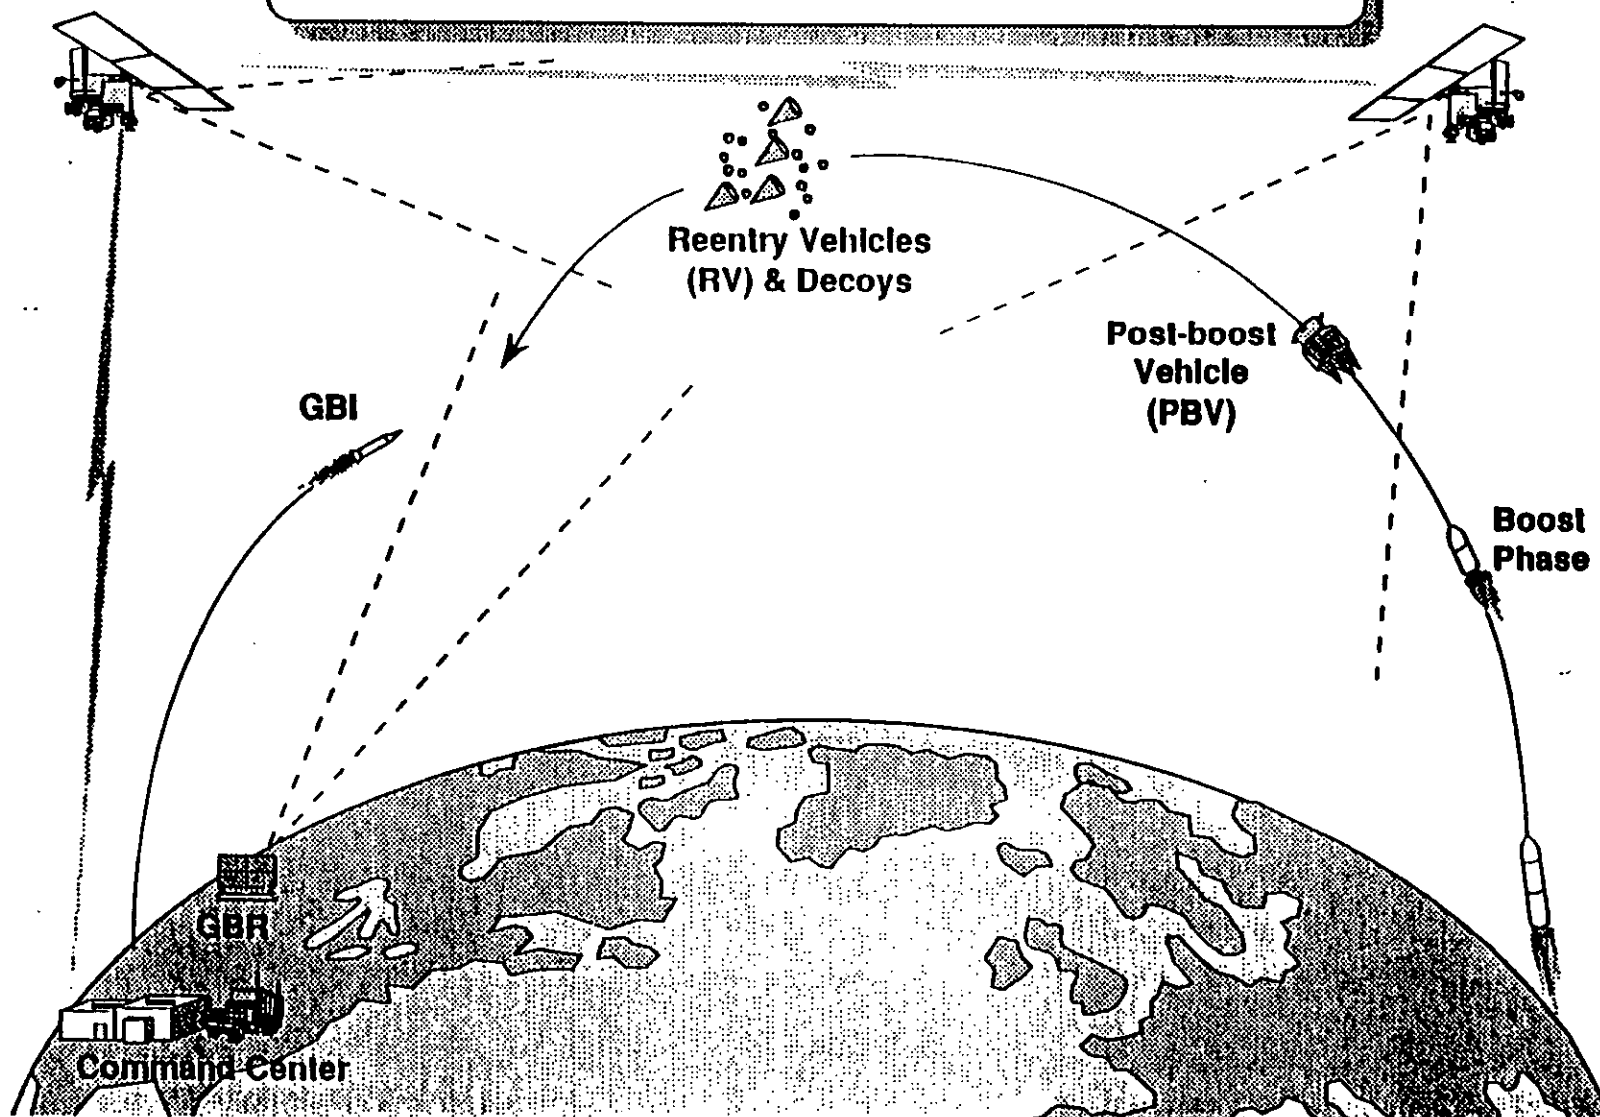 Reentry Vehicles
(RV) & Decoys
Post-boost
Vehicle
(PBV)
GBI
Boost
Phase
GBR
Command Center